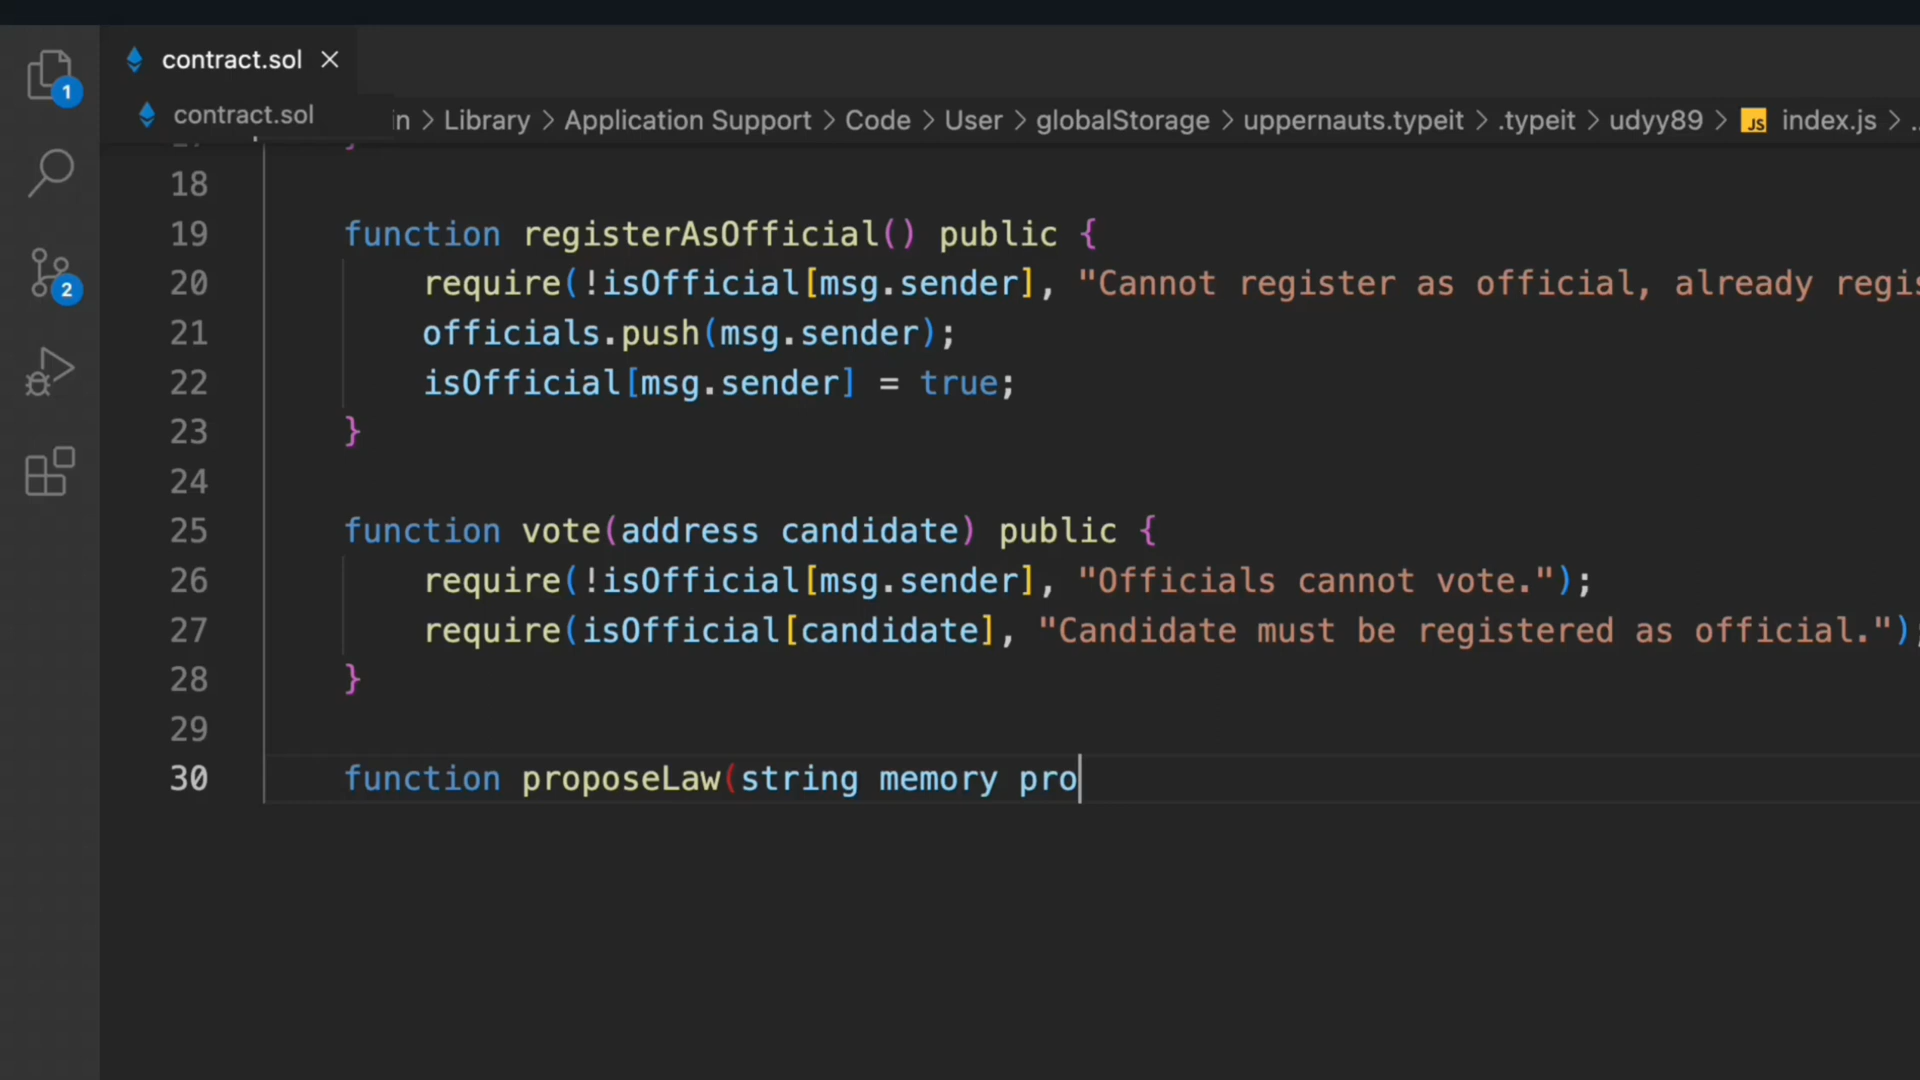 contract.sol
contract.sol
in > Library > Application Support > Code > User > globalStorage > uppernauts.typeit > .typeit > udyy89 > JS index.js >
1
2
18
19 function registerAsOfficial() public {
20 require(!isOfficial[msg.sender], "Cannot register as official, already regis
21 officials.push(msg.sender);
22 isOfficial[msg.sender] = true;
23 }
24
25 function vote(address candidate) public {
26 require(!isOfficial[msg.sender], "Officials cannot vote.");
27 require(isOfficial[candidate], "Candidate must be registered as official.");
28 }
29
30 function proposeLaw(string memory pro